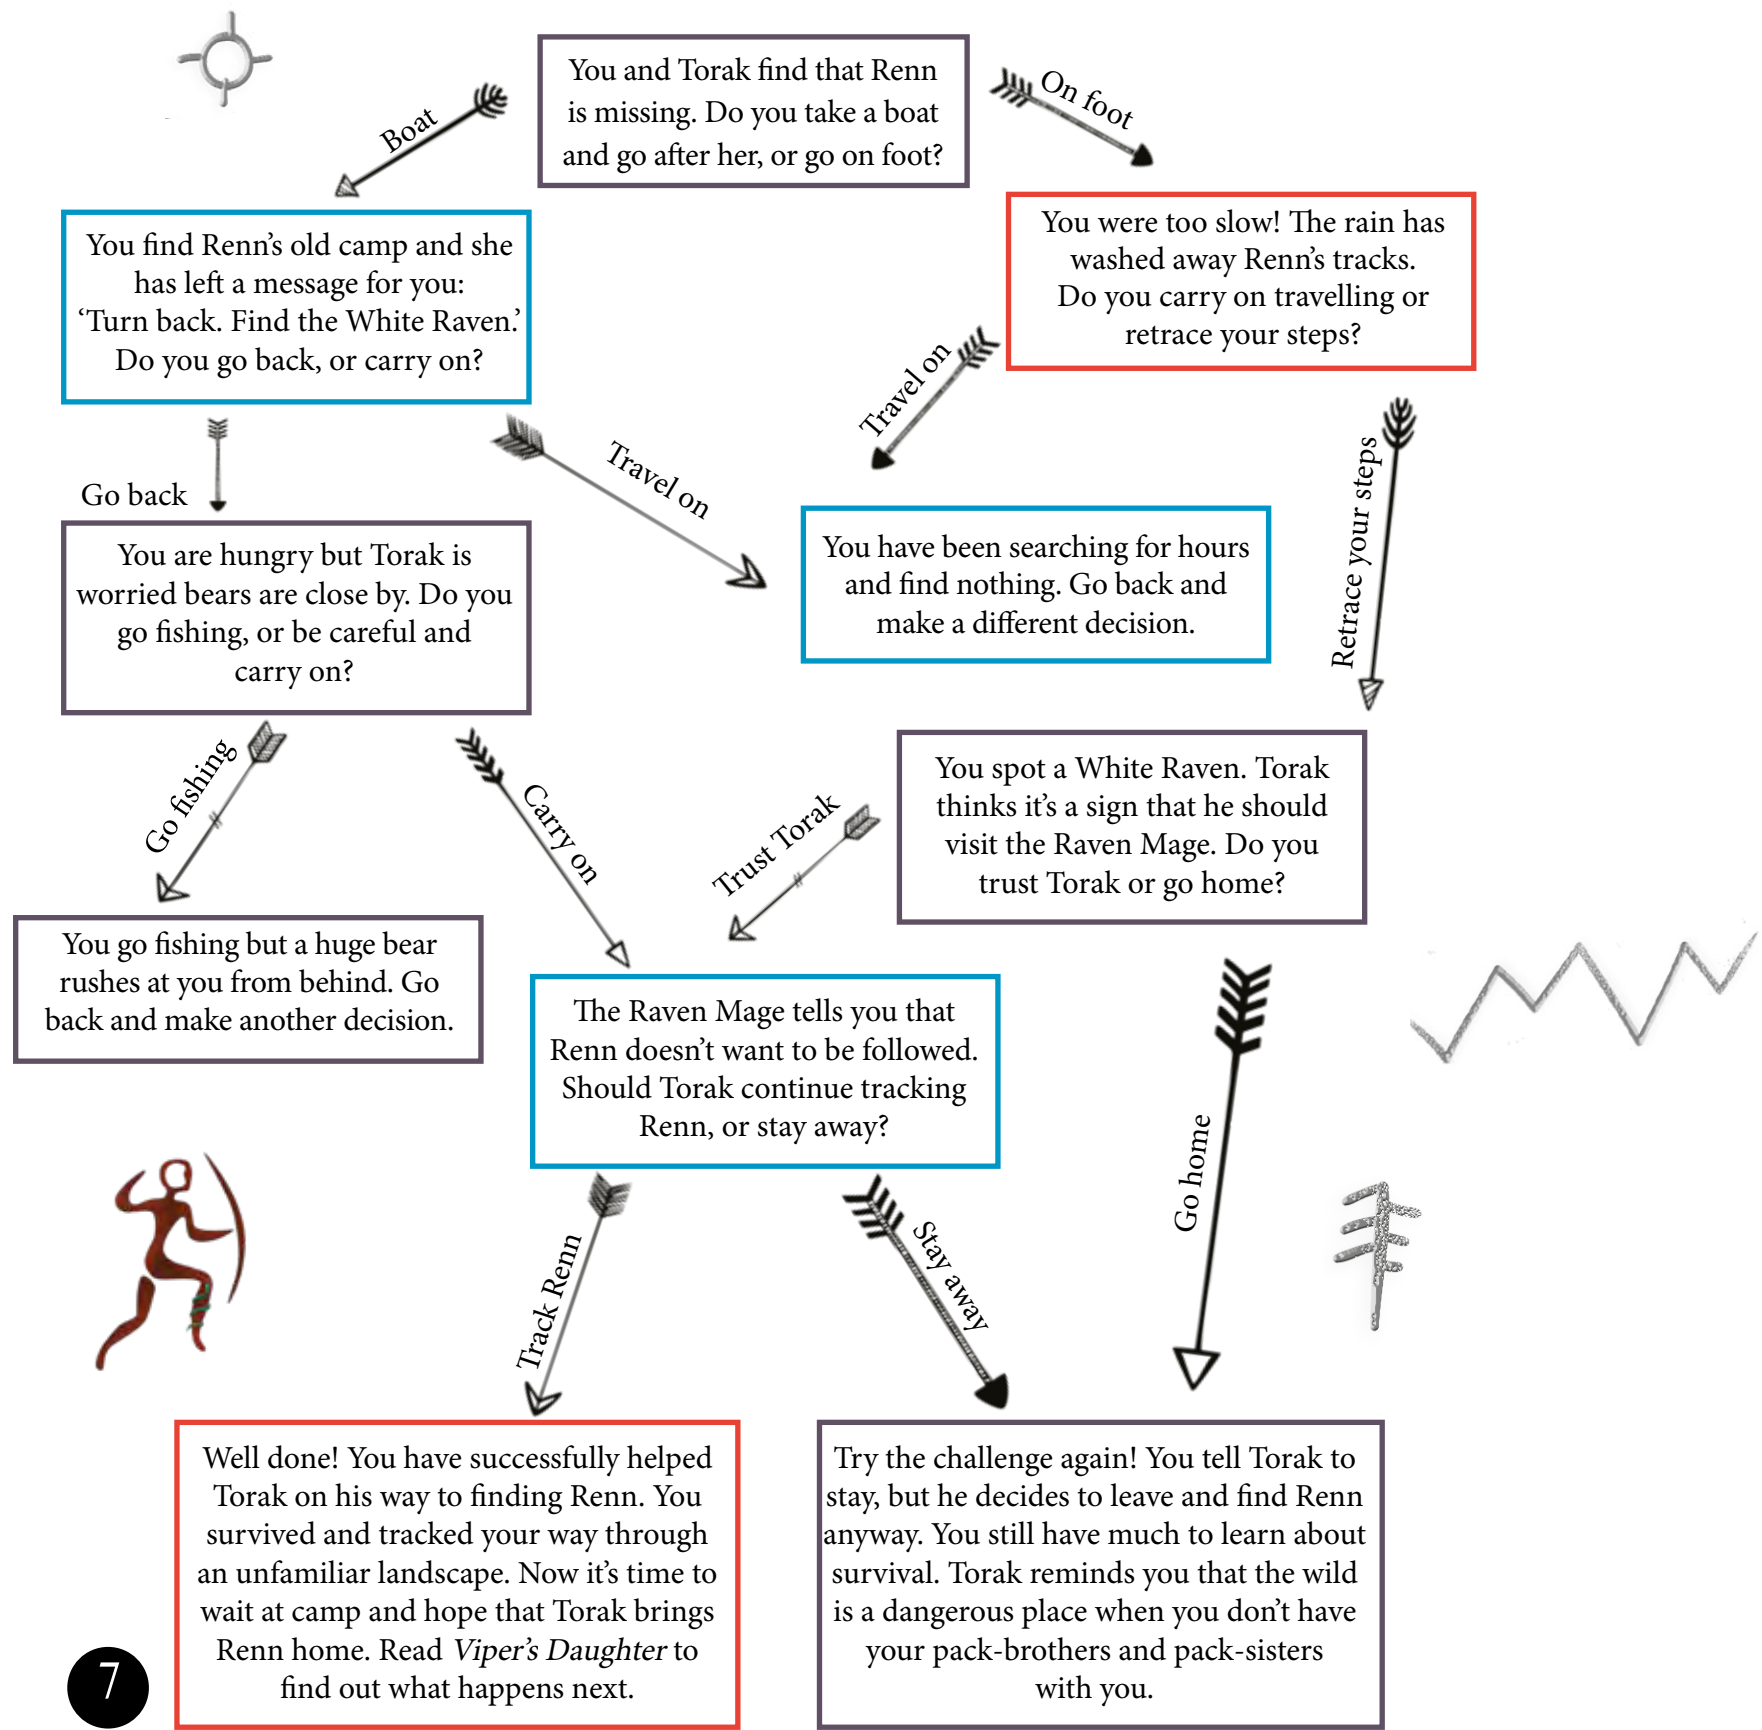 You and Torak find that Renn
is missing. Do you take a boat
and go after her, or go on foot?
Boat
On foot
You find Renn's old camp and she
has left a message for you:
‘Turn back. Find the White Raven.’
Do you go back, or carry on?
You were too slow! The rain has
washed away Renn's tracks.
Do you carry on travelling or
retrace your steps?
Go back
Travel on
Travel on
Retrace your steps
You are hungry but Torak is
worried bears are close by. Do you
go fishing, or be careful and
carry on?
You have been searching for hours
and find nothing. Go back and
make a different decision.
Go fishing
Carry on
Trust Torak
You spot a White Raven. Torak
thinks it's a sign that he should
visit the Raven Mage. Do you
trust Torak or go home?
You go fishing but a huge bear
rushes at you from behind. Go
back and make another decision.
The Raven Mage tells you that
Renn doesn't want to be followed.
Should Torak continue tracking
Renn, or stay away?
Go home
Track Renn
Stay away
Well done! You have successfully helped
Torak on his way to finding Renn. You
survived and tracked your way through
an unfamiliar landscape. Now it's time to
wait at camp and hope that Torak brings
Renn home. Read Viper's Daughter to
find out what happens next.
Try the challenge again! You tell Torak to
stay, but he decides to leave and find Renn
anyway. You still have much to learn about
survival. Torak reminds you that the wild
is a dangerous place when you don't have
your pack-brothers and pack-sisters
with you.
7